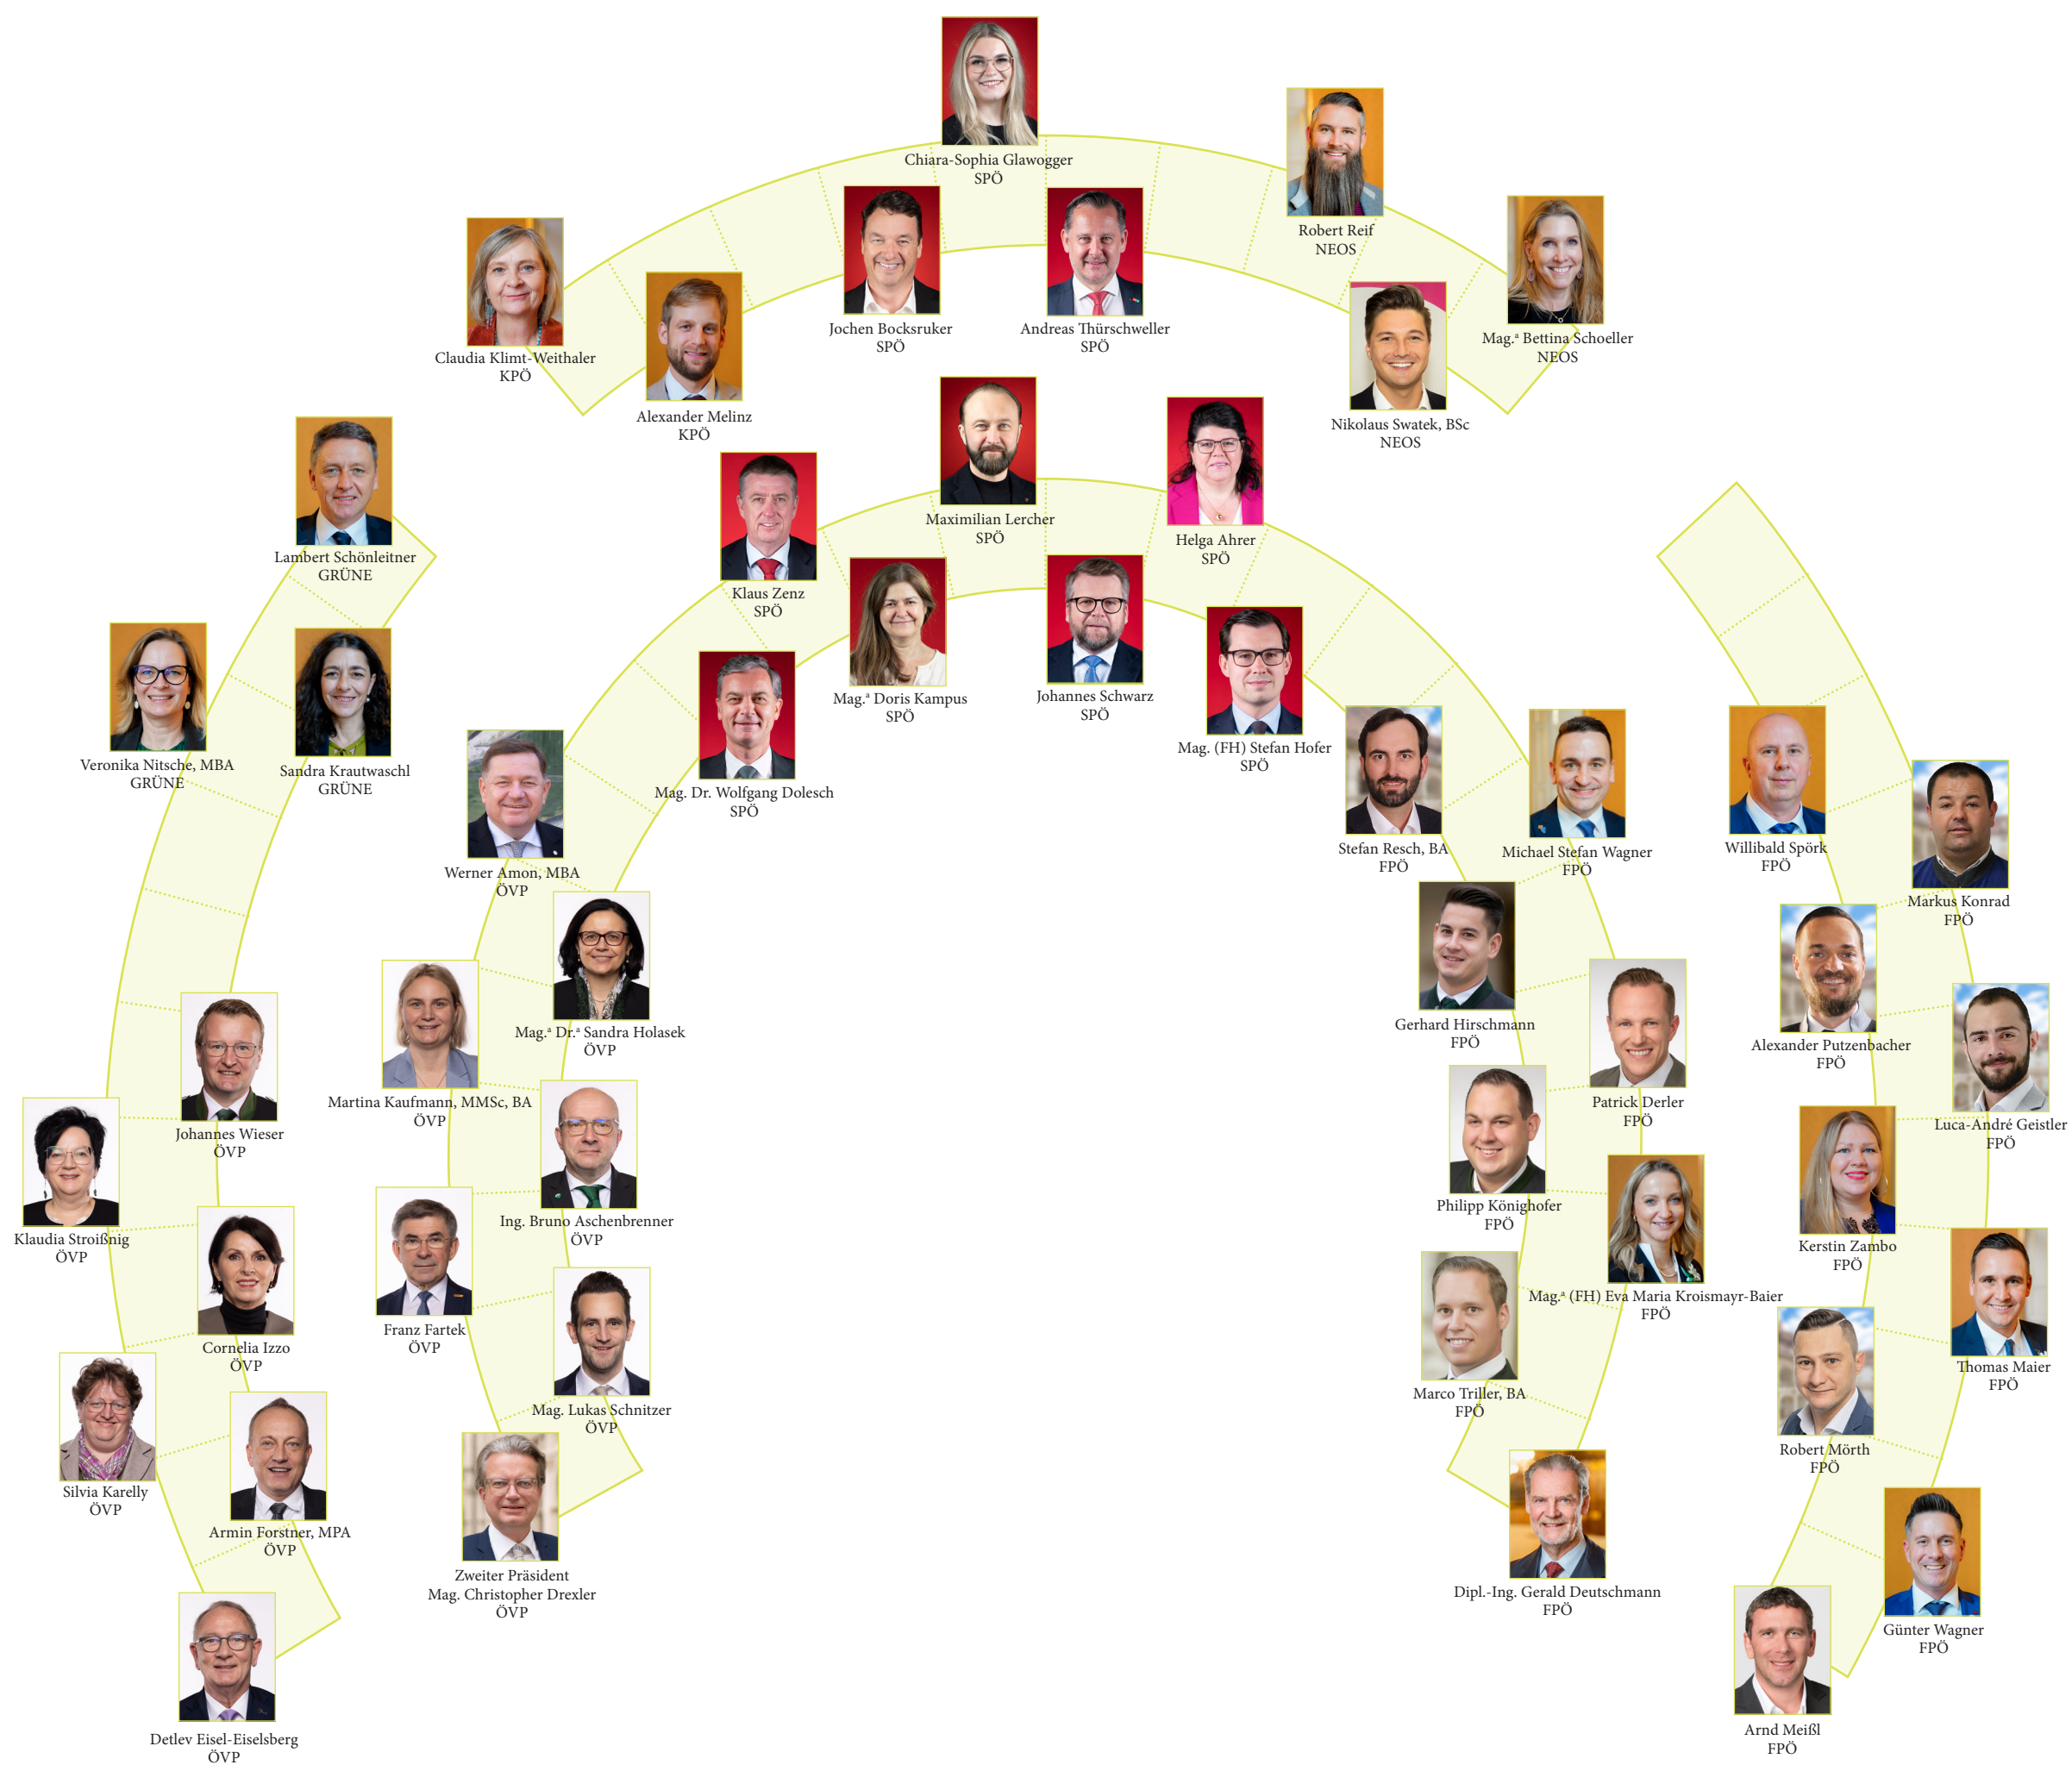 Chiara-Sophia Glawogger
SPÖ
Robert Reif
NEOS
Jochen Bocksruker
SPÖ
Andreas Thürschweller
SPÖ
Mag.ª Bettina Schoeller
NEOS
Claudia Klimt-Weithaler
KPÖ
Alexander Melinz
KPÖ
Nikolaus Swatek, BSc
NEOS
Maximilian Lercher
SPÖ
Helga Ahrer
SPÖ
Lambert Schönleitner
GRÜNE
Klaus Zenz
SPÖ
Mag.ª Doris Kampus
SPÖ
Johannes Schwarz
SPÖ
Mag. (FH) Stefan Hofer
SPÖ
Veronika Nitsche, MBA
GRÜNE
Sandra Krautwaschl
GRÜNE
Mag. Dr. Wolfgang Dolesch
SPÖ
Stefan Resch, BA
FPÖ
Michael Stefan Wagner
FPÖ
Willibald Spörk
FPÖ
Werner Amon, MBA
ÖVP
Markus Konrad
FPÖ
Mag.ª Dr.ª Sandra Holasek
ÖVP
Gerhard Hirschmann
FPÖ
Alexander Putzenbacher
FPÖ
Martina Kaufmann, MMSc, BA
ÖVP
Patrick Derler
FPÖ
Luca-André Geistler
FPÖ
Johannes Wieser
ÖVP
Philipp Könighofer
FPÖ
Ing. Bruno Aschenbrenner
ÖVP
Klaudia Stroißnig
ÖVP
Kerstin Zambo
FPÖ
Mag.ª (FH) Eva Maria Kroismayr-Baier
FPÖ
Franz Fartek
ÖVP
Cornelia Izzo
ÖVP
Thomas Maier
FPÖ
Marco Triller, BA
FPÖ
Mag. Lukas Schnitzer
ÖVP
Robert Mörth
FPÖ
Silvia Karelly
ÖVP
Armin Forstner, MPA
ÖVP
Zweiter Präsident
Mag. Christopher Drexler
ÖVP
Dipl.-Ing. Gerald Deutschmann
FPÖ
Günter Wagner
FPÖ
Arnd Meißl
FPÖ
Detlev Eisel-Eiselsberg
ÖVP